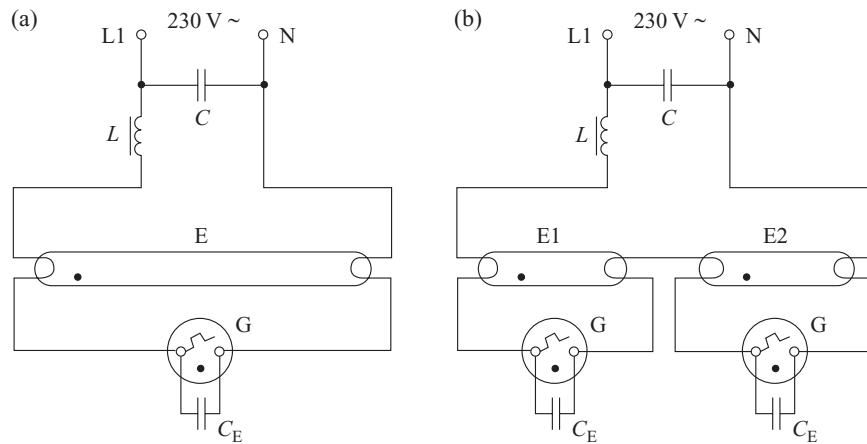 (a) 230 V ~ (b) 230 V ~
L1 N L1 N
C C
L L
E E1 E2
G G G
C_E C_E C_E